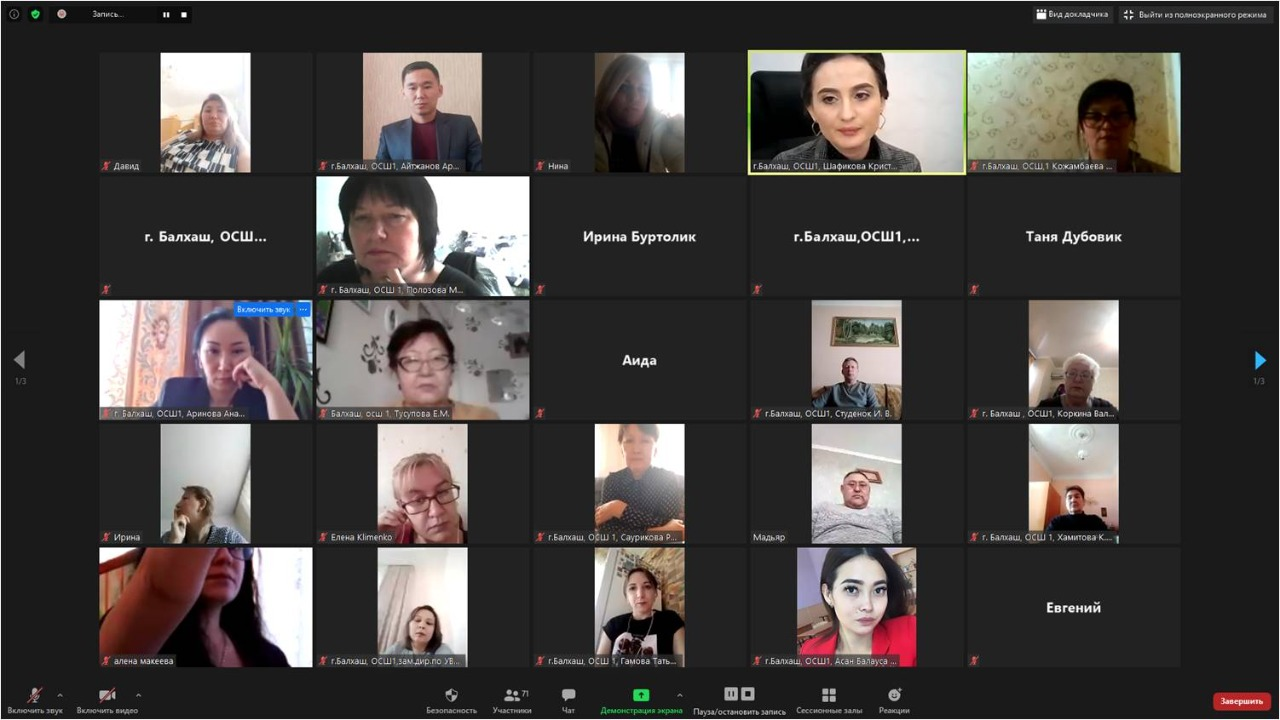 Запись...
Вид докладчика
Выйти из полноэкранного режима
Давид
г.Балхаш, ОСШ1, Айтжанов Ар...
Нина
г.Балхаш, ОСШ1, Шафикова Крист...
г.Балхаш, ОСШ,1 Кожамбаева ...
г. Балхаш, ОСШ...
г. Балхаш, ОСШ 1, Полозова М...
Ирина Буртолик
г.Балхаш,ОСШ1,...
Таня Дубовик
Включить звук ...
г. Балхаш, ОСШ1, Аринова Ана...
Балхаш, осш 1, Тусупова Е.М.
Аида
г.Балхаш, ОСШ1, Студенок И. В.
г. Балхаш , ОСШ1, Коркина Вал...
1/3
1/3
Ирина
Елена Klimenko
г.Балхаш, ОСШ 1, Саурикова Р...
Мадьяр
г. Балхаш, ОСШ 1, Хамитова К....
алена макеева
г.Балхаш, ОСШ1,зам.дир.по УВ...
г.Балхаш, ОСШ 1, Гамова Тать...
г.Балхаш, ОСШ1, Асан Балауса ...
Евгений
Включить звук
Включить видео
Безопасность
71
Участники
Чат
Демонстрация экрана
Пауза/остановить запись
Сессионные залы
Реакции
Завершить